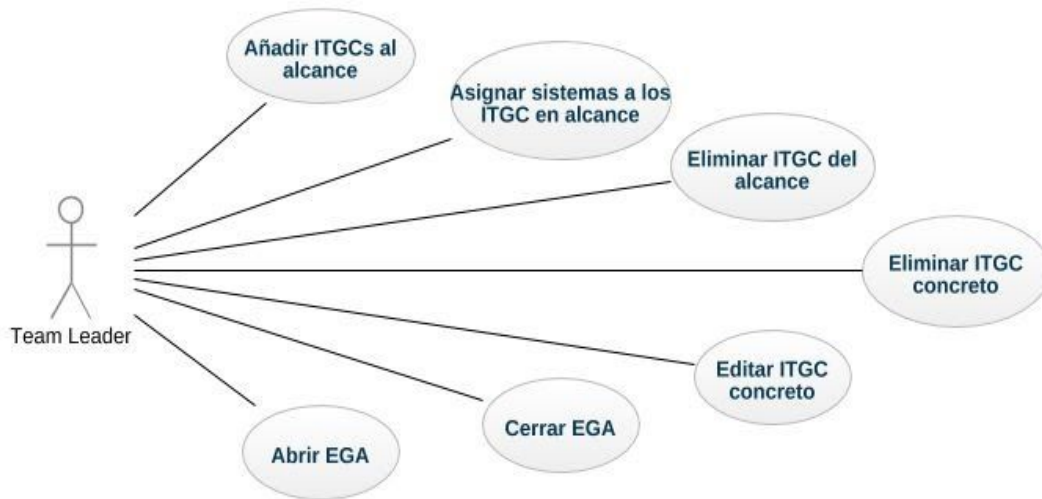 Añadir ITGCs al
alcance
Asignar sistemas a los
ITGC en alcance
Eliminar ITGC del
alcance
Eliminar ITGC
concreto
Team Leader
Editar ITGC
concreto
Cerrar EGA
Abrir EGA